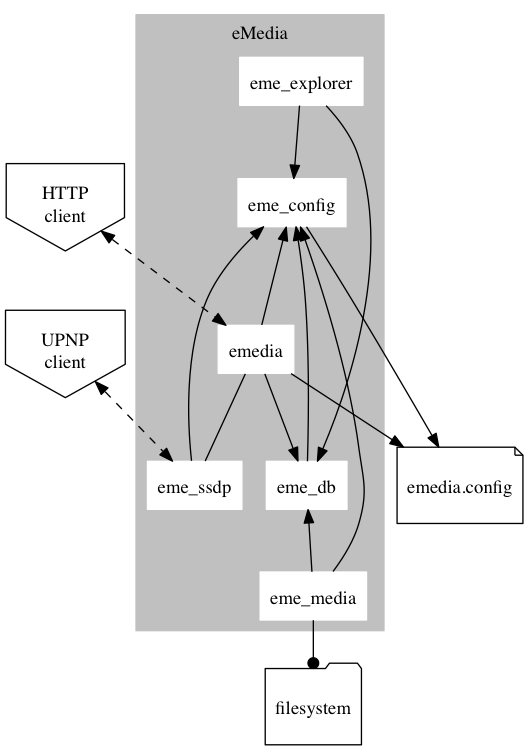 eMedia
eme_explorer
HTTP
client
eme_config
UPNP
client
emedia
eme_ssdp
eme_db
emedia.config
eme_media
filesystem